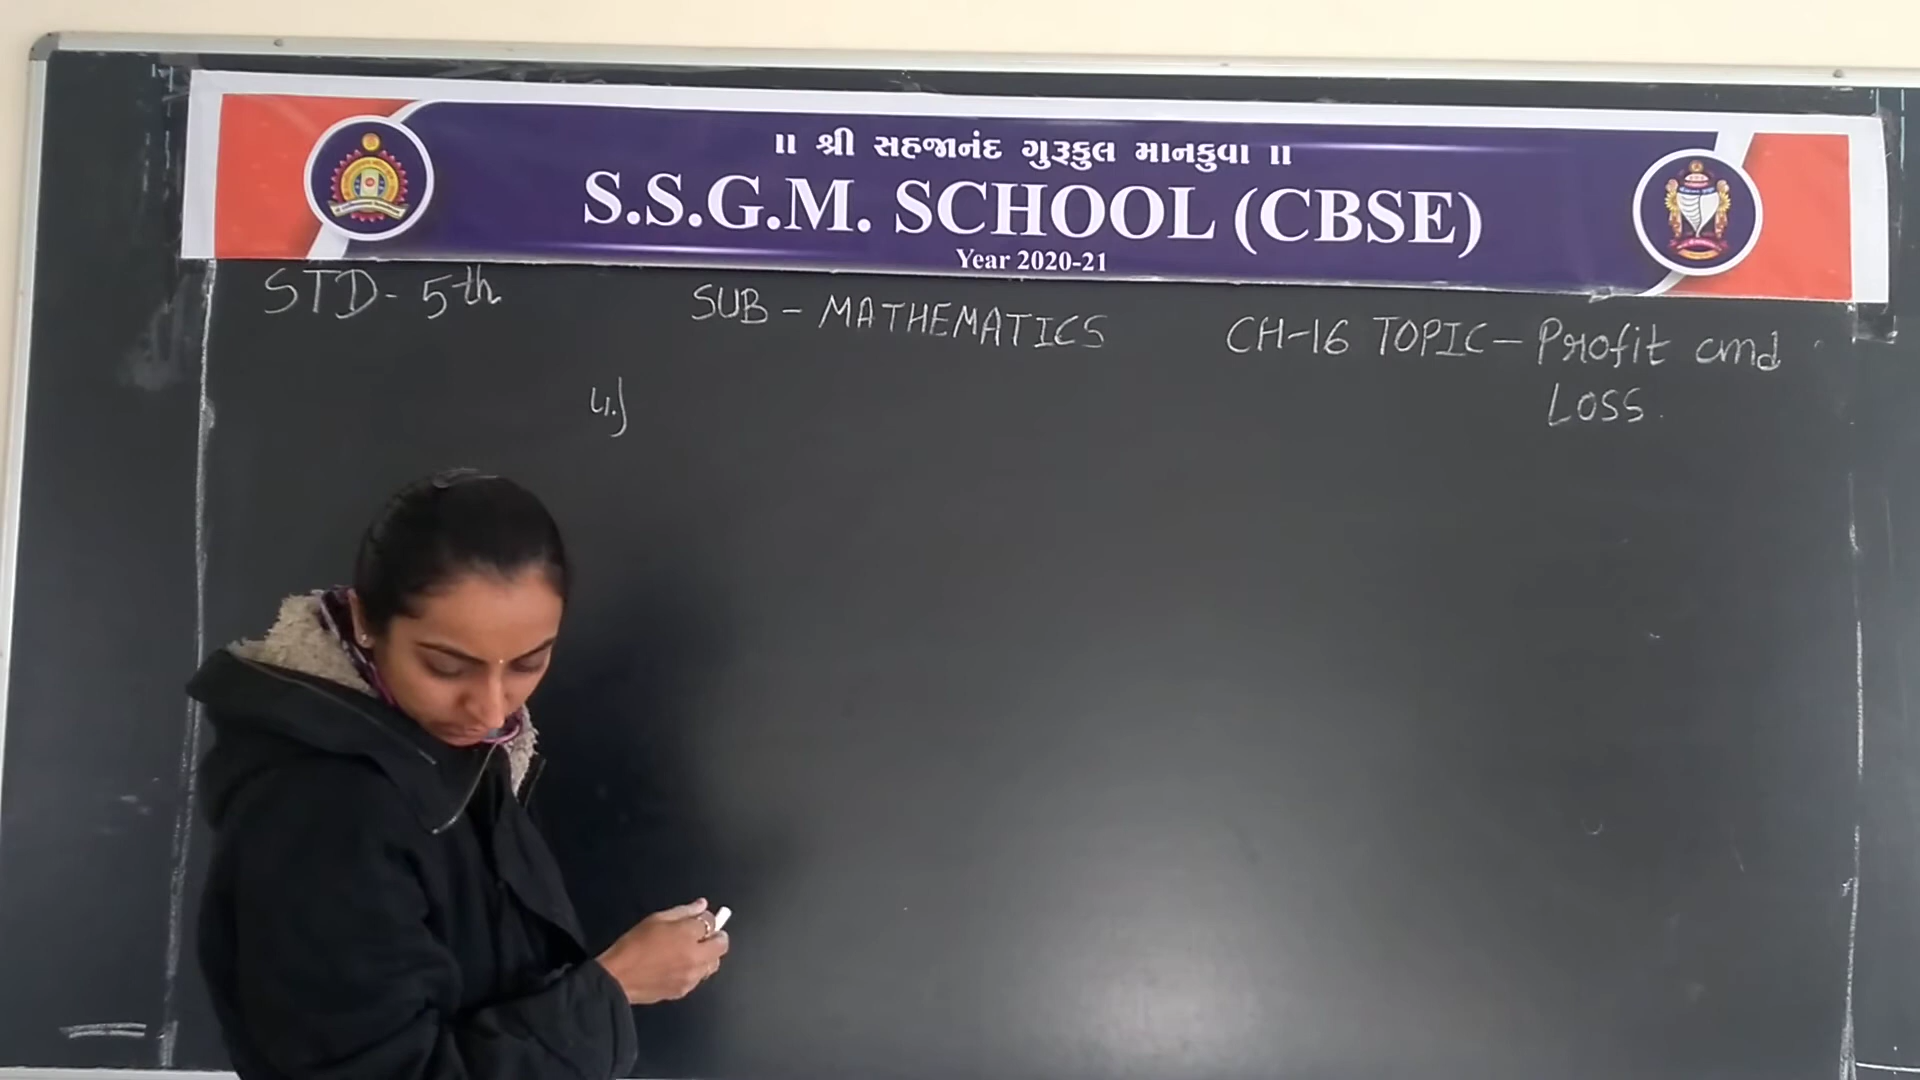 ॥ શ્રી સહજાનંદ ગુરૂકુલ માનકુવા ॥
S.S.G.M. SCHOOL (CBSE)
Year 2020-21
STD- 5th
SUB - MATHEMATICS
CH-16 TOPIC - Profit and
Loss.
4.)